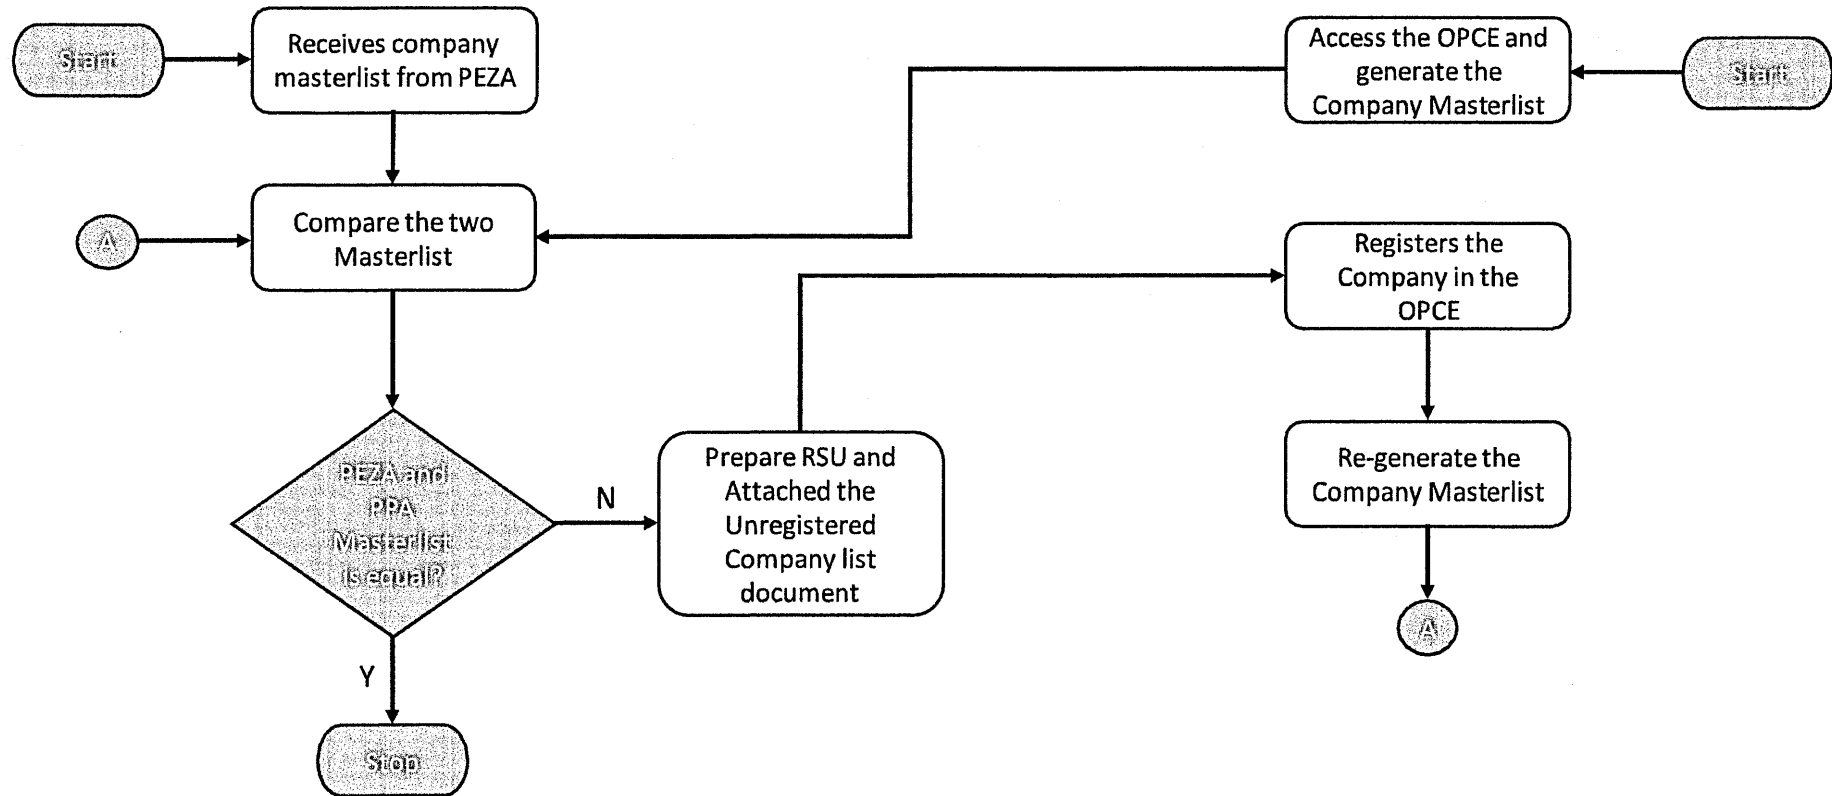 Start
Receives company
masterlist from PEZA
Access the OPCE and
generate the
Company Masterlist
Start
A
Compare the two
Masterlist
Registers the
Company in the
OPCE
PEZA and
PPA
Masterlist
is equal?
N
Prepare RSU and
Attached the
Unregistered
Company list
document
Re-generate the
Company Masterlist
A
Y
Stop